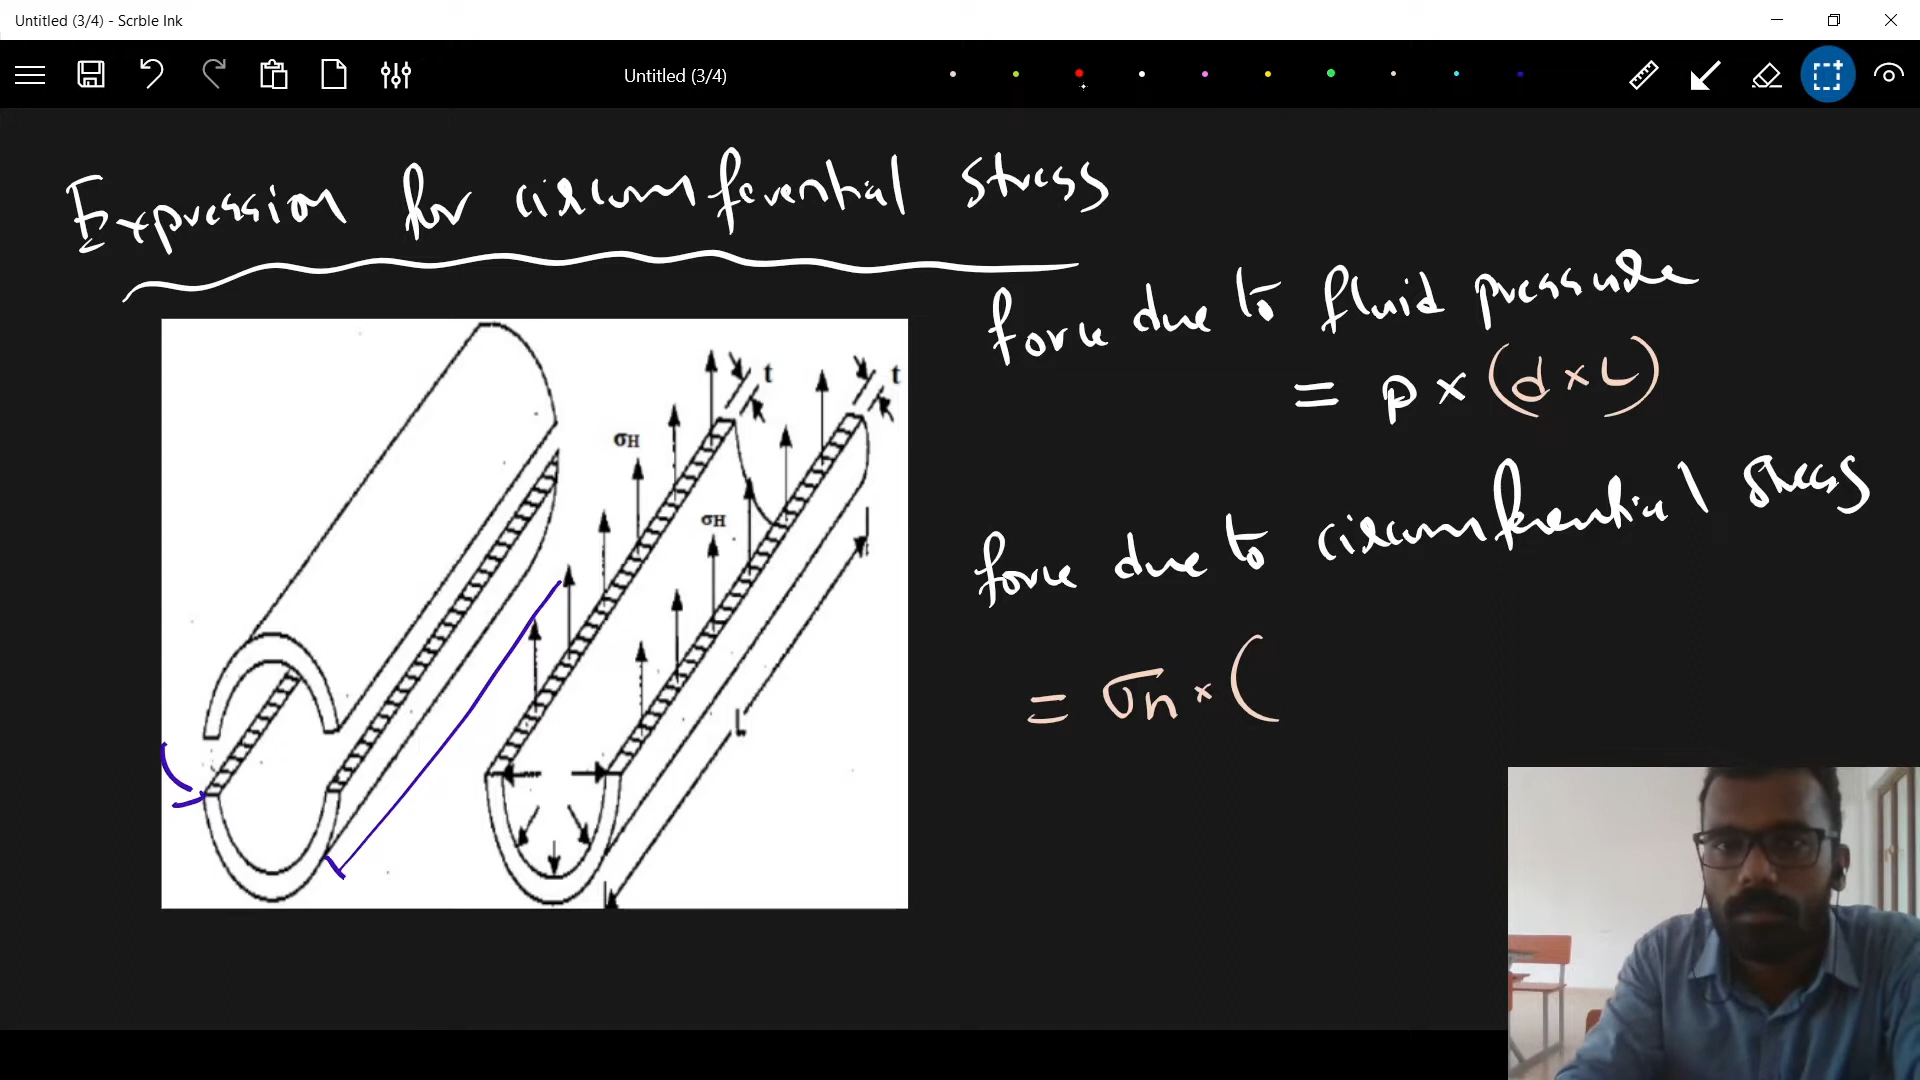 Untitled (3/4) - Scrble Ink
Untitled (3/4)
Expression for circumferential stress
force due to fluid pressure
= p × (d × L)
force due to circumferential stress
= σn × (
t
t
σH
σH
L